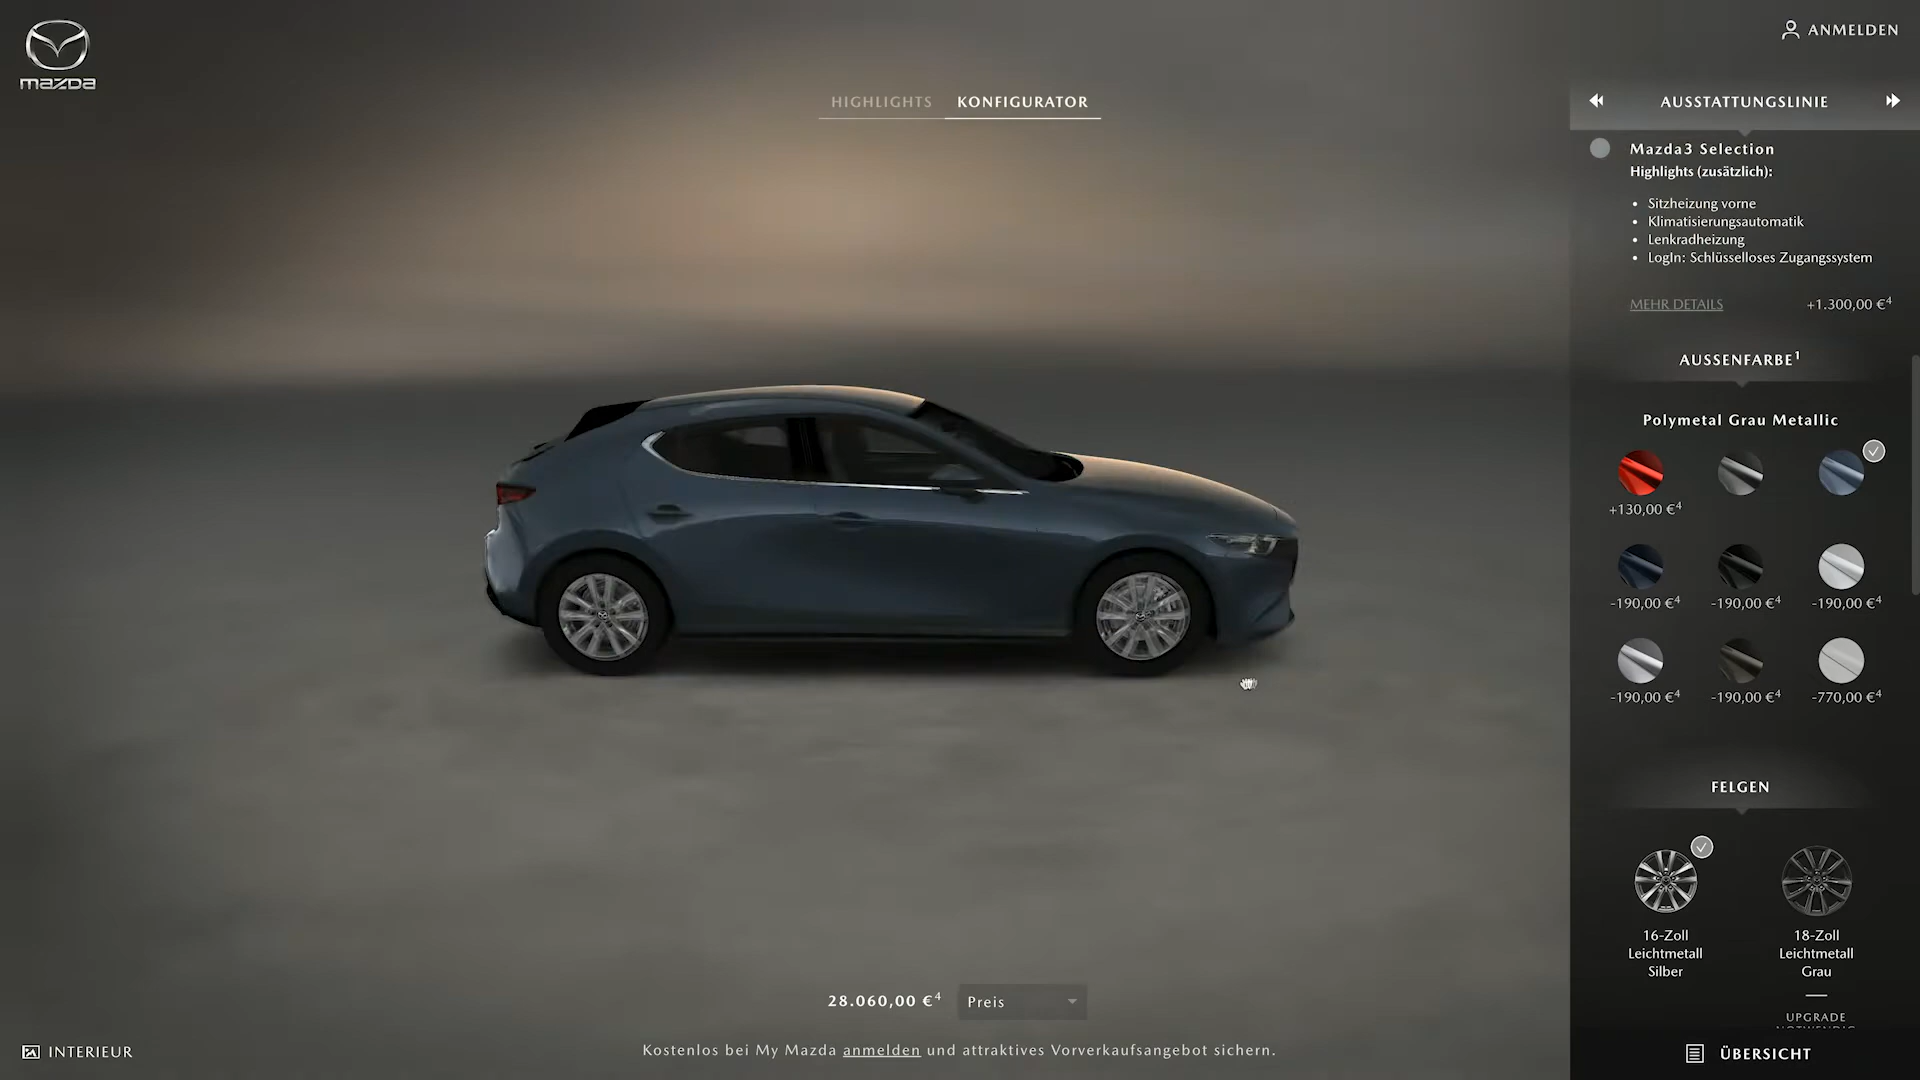 mazda
ANMELDEN
HIGHLIGHTS
KONFIGURATOR
AUSSTATTUNGSLINIE
Mazda3 Selection
Highlights (zusätzlich):
• Sitzheizung vorne
• Klimatisierungsautomatik
• Lenkradheizung
• LogIn: Schlüsselloses Zugangssystem
MEHR DETAILS
+1.300,00 €⁴
AUSSENFARBE¹
Polymetal Grau Metallic
+130,00 €⁴
-190,00 €⁴
-190,00 €⁴
-190,00 €⁴
-190,00 €⁴
-190,00 €⁴
-770,00 €⁴
FELGEN
16-Zoll
Leichtmetall
Silber
18-Zoll
Leichtmetall
Grau
UPGRADE
NOTWENDIG
28.060,00 €⁴
Preis
INTERIEUR
Kostenlos bei My Mazda anmelden und attraktives Vorverkaufsangebot sichern.
ÜBERSICHT